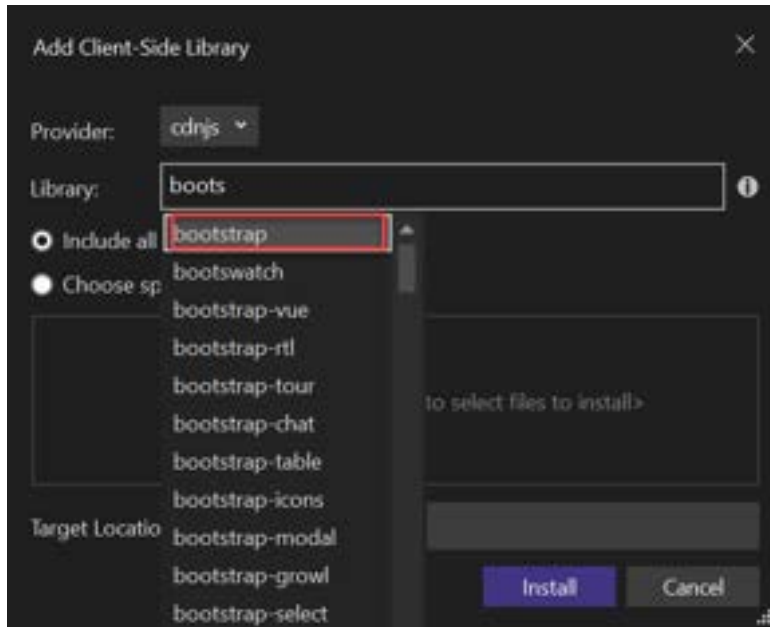 Add Client-Side Library
Provider: cdnjs
Library: boots
Include all
bootstrap
Choose sp
bootswatch
bootstrap-vue
bootstrap-rtl
bootstrap-tour
to select files to install>
bootstrap-chat
bootstrap-table
bootstrap-icons
Target Locatio
bootstrap-modal
bootstrap-growl
bootstrap-select
Install Cancel